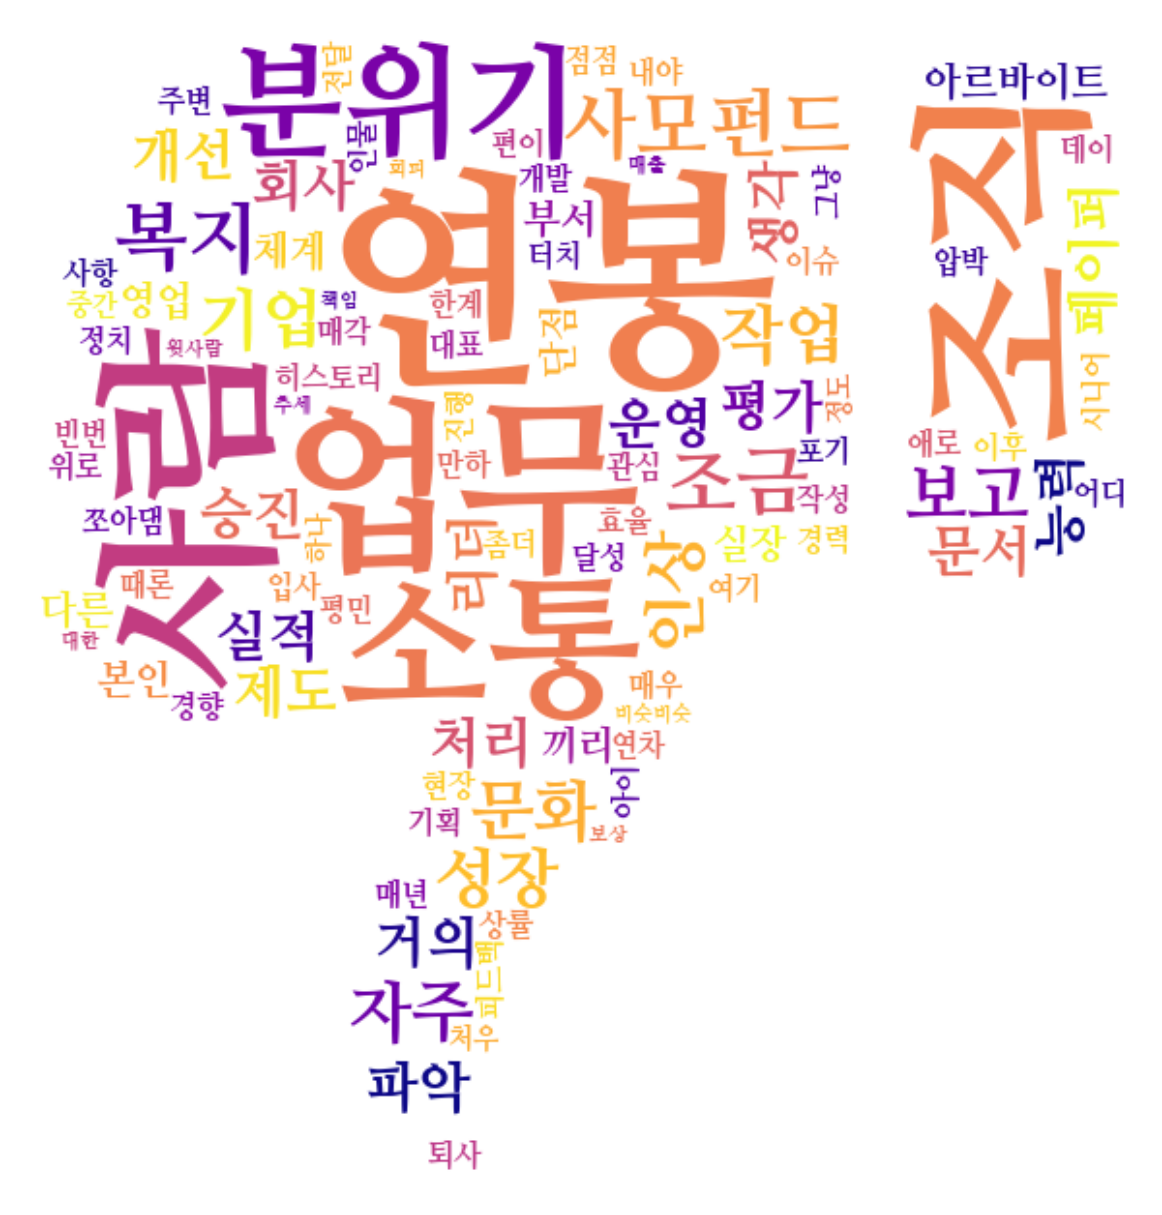 분위기
전달
점점
내야
주변
사모펀드
아르바이트
개선
인물
편이
회사
회피
개발
매출
생각
그냥
데이
조직
연봉
복지
체계
부서
터치
이슈
압박
페이퍼
사항
중간
영업
기업
책임
매각
한계
대표
단점
작업
정치
윗사람
사람
히스토리
추세
진행
운영
평가
정도
시니어
빈번
위로
업무
만하
관심
조금
포기
작성
애로
이후
보고
능력
어디
쪼아댐
승진
하나
리더
좀더
효율
달성
인상
실장
경력
문서
때론
입사
평민
소통
여기
다른
대한
실적
본인
경향
제도
매우
비슷비슷
처리
끼리
연차
현장
기획
문화
아이
보상
성장
매년
상률
거의
피드백
자주
처우
파악
퇴사